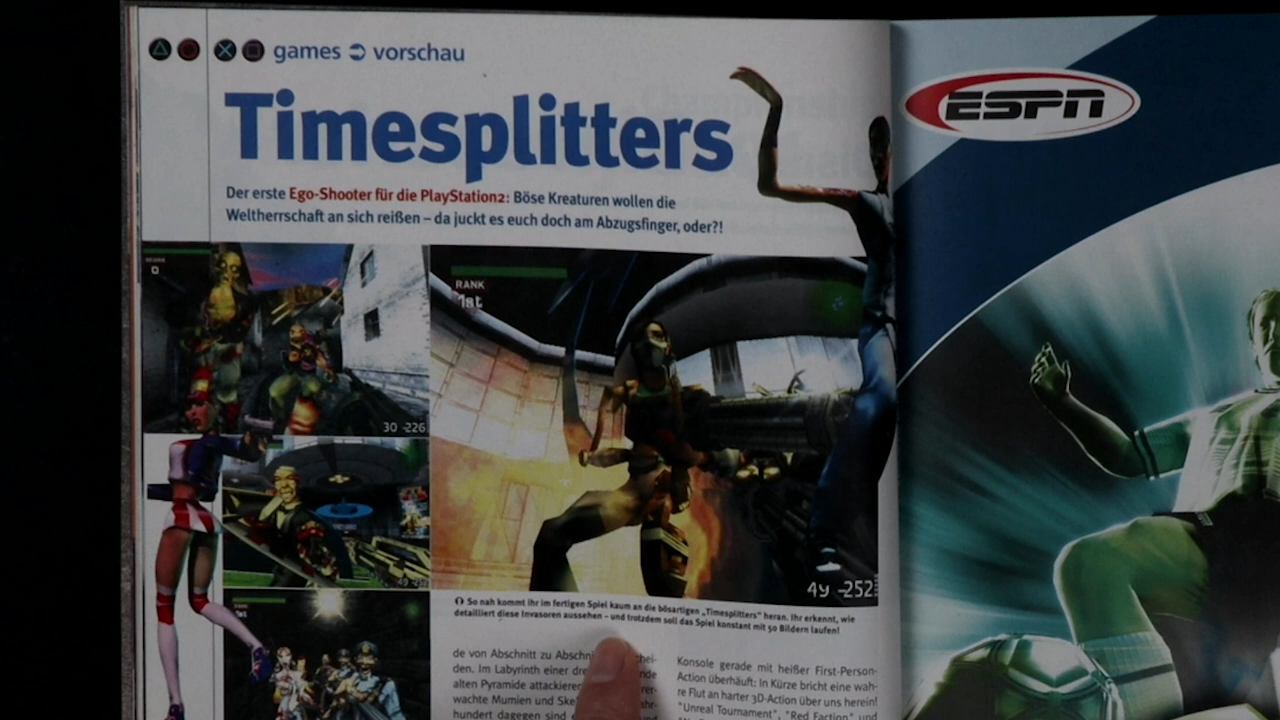 games vorschau
Timesplitters
Der erste Ego-Shooter für die PlayStation2: Böse Kreaturen wollen die
Weltherrschaft an sich reißen – da juckt es euch doch am Abzugsfinger, oder?!
0
30 -226
RANK
1st
49 -252
So nah kommt ihr im fertigen Spiel kaum an die bösartigen „Timesplitters" heran. Ihr erkennt, wie
detailliert diese Invasoren aussehen – und trotzdem soll das Spiel konstant mit 50 Bildern laufen!
de von Abschnitt zu
den. Im Labyrinth einer
alten Pyramide
wachte Mumien und
hundert dagegen sind
Konsole gerade mit heißer First-Person-
Action überhäuft: In Kürze bricht eine wah-
re Flut an harter 3D-Action über uns herein!
"Unreal Tournament", "Red Faction" und
ESPN